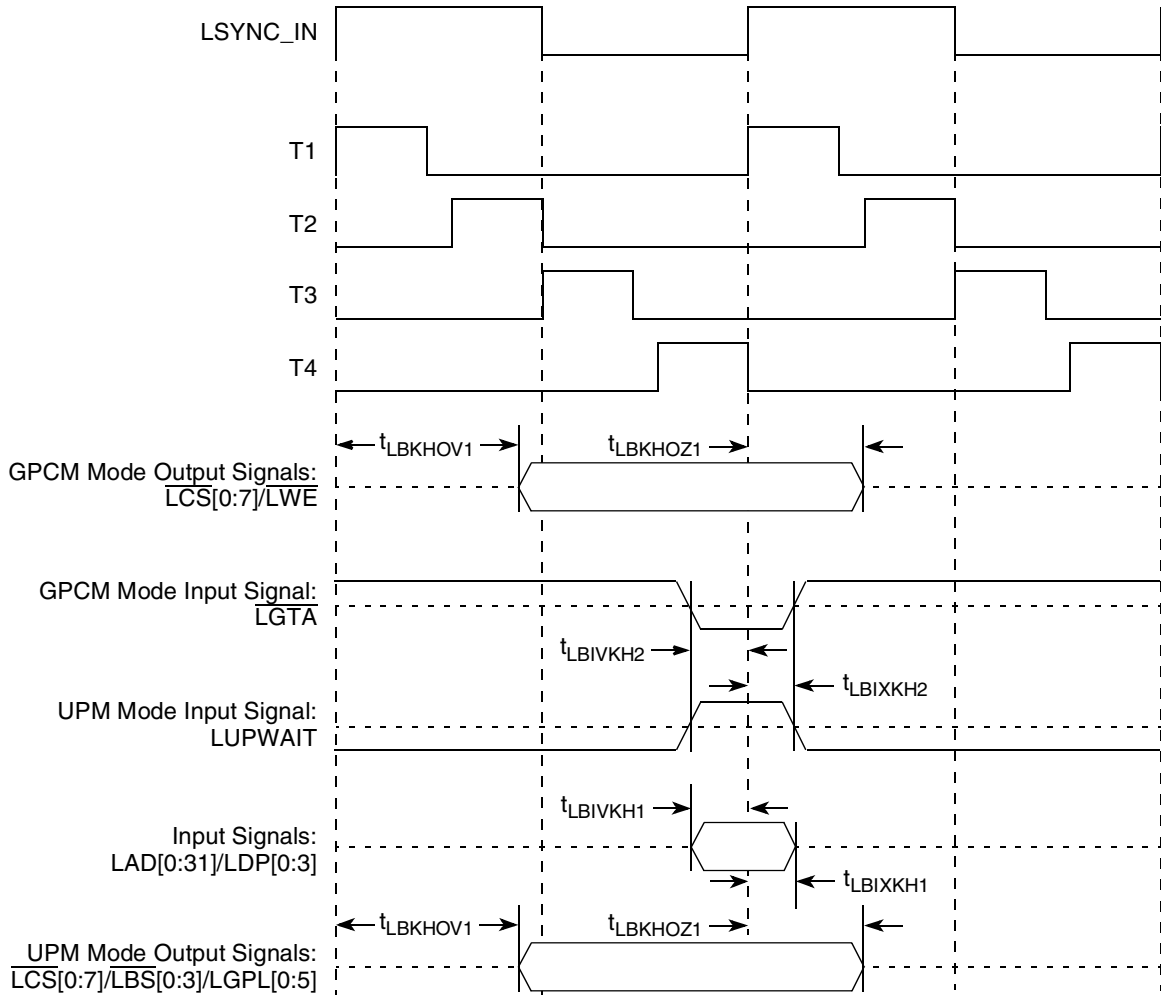 LSYNC_IN
T1
T2
T3
T4
tLBKHOV1
tLBKHOZ1
GPCM Mode Output Signals:
LCS[0:7]/LWE
GPCM Mode Input Signal:
LGTA
tLBIVKH2
tLBIXKH2
UPM Mode Input Signal:
LUPWAIT
tLBIVKH1
Input Signals:
LAD[0:31]/LDP[0:3]
tLBIXKH1
tLBKHOV1
tLBKHOZ1
UPM Mode Output Signals:
LCS[0:7]/LBS[0:3]/LGPL[0:5]